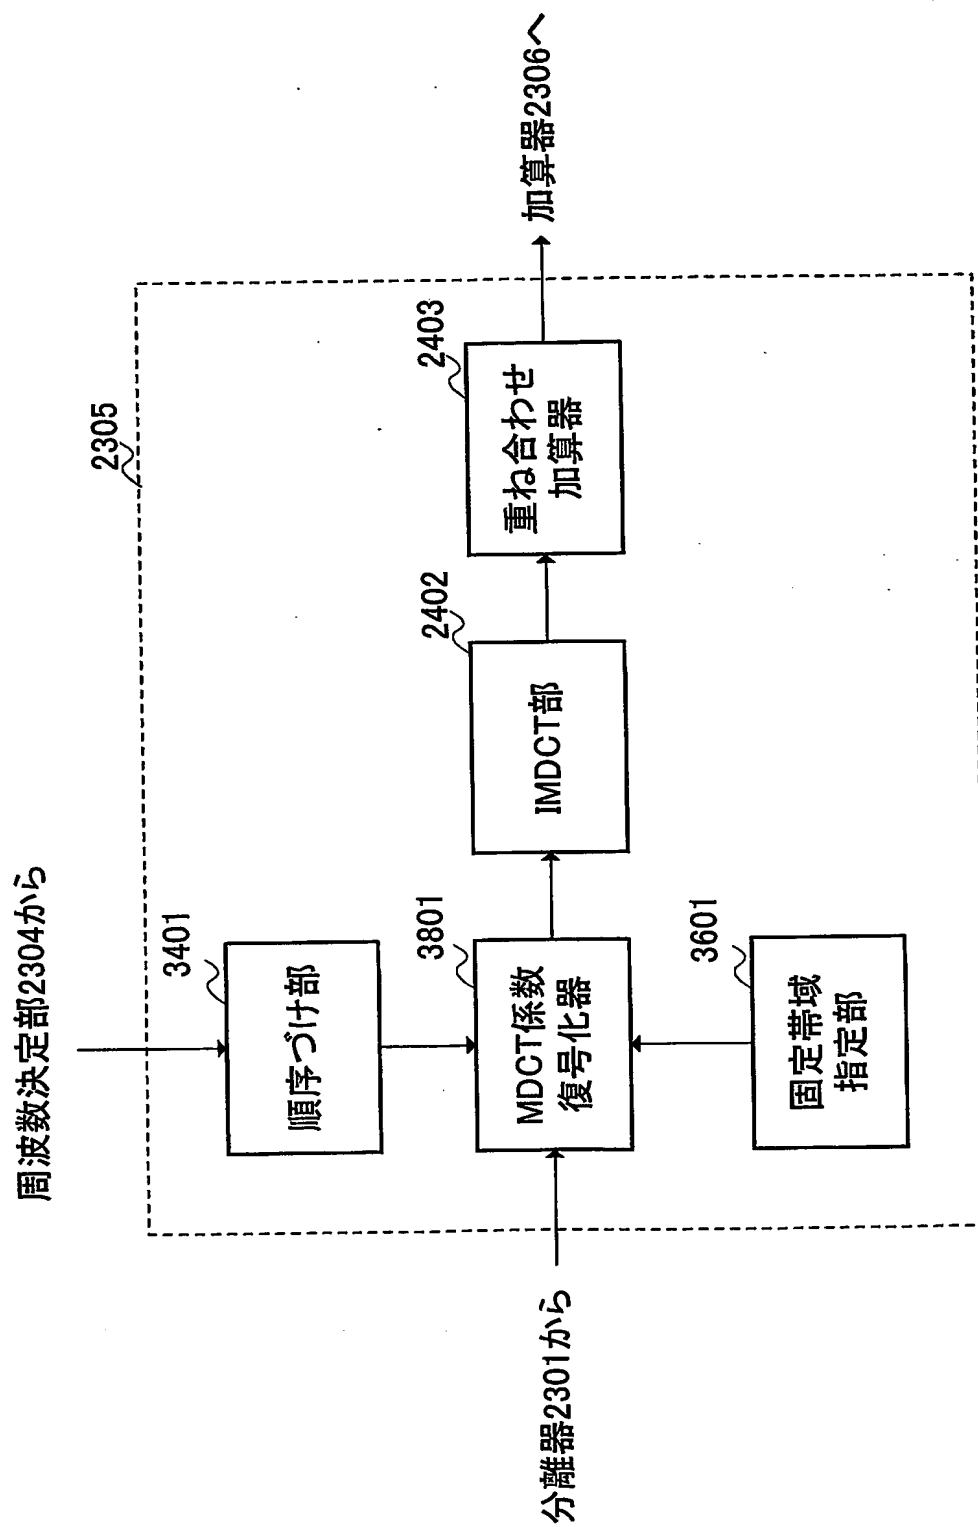 周波数決定部2304から
2305
3401
順序づけ部
分離器2301から
3801
MDCT係数
復号化器
2402
IMDCT部
2403
重ね合わせ
加算器
加算器2306へ
3601
固定帯域
指定部